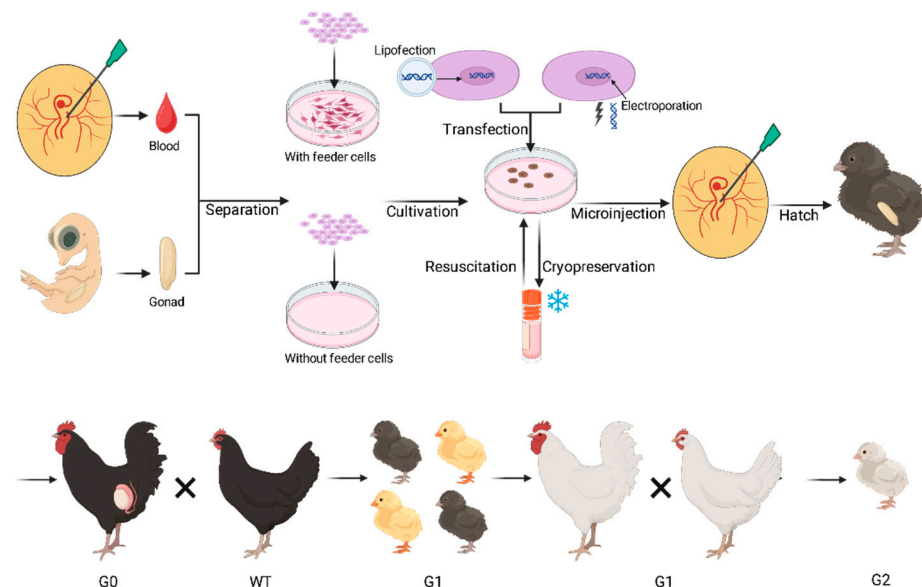 Lipofection
Electroporation
Transfection
Blood
With feeder cells
Separation
Cultivation
Microinjection
Hatch
Resuscitation
Cryopreservation
Gonad
Without feeder cells
G0
WT
G1
G1
G2